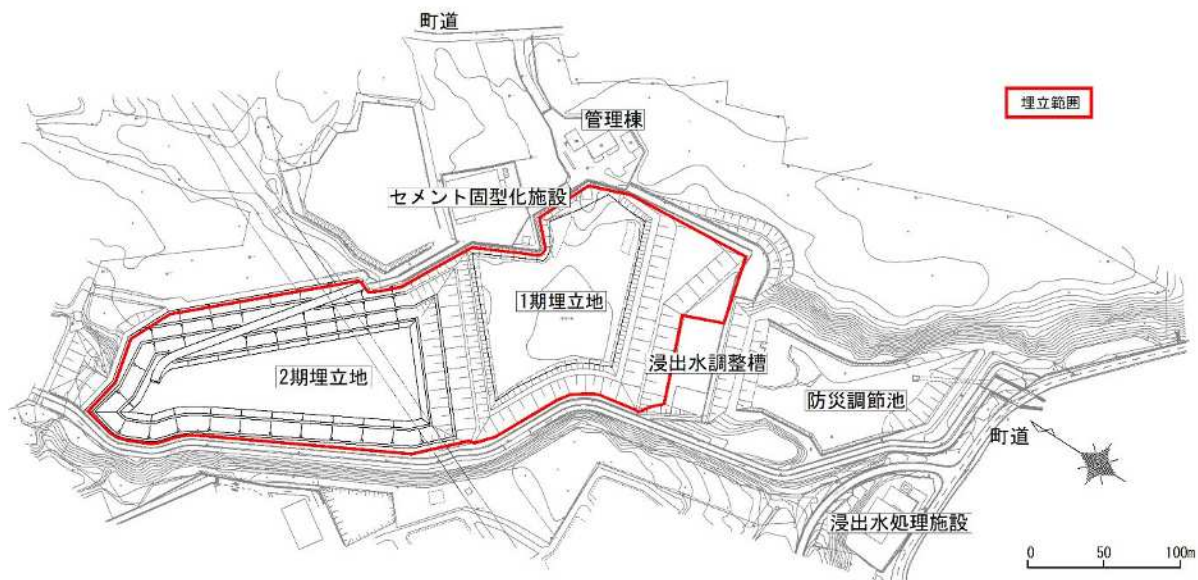 町道
埋立範囲
管理棟
セメント固型化施設
1期埋立地
2期埋立地
浸出水調整槽
防災調節池
町道
浸出水処理施設
0 50 100m